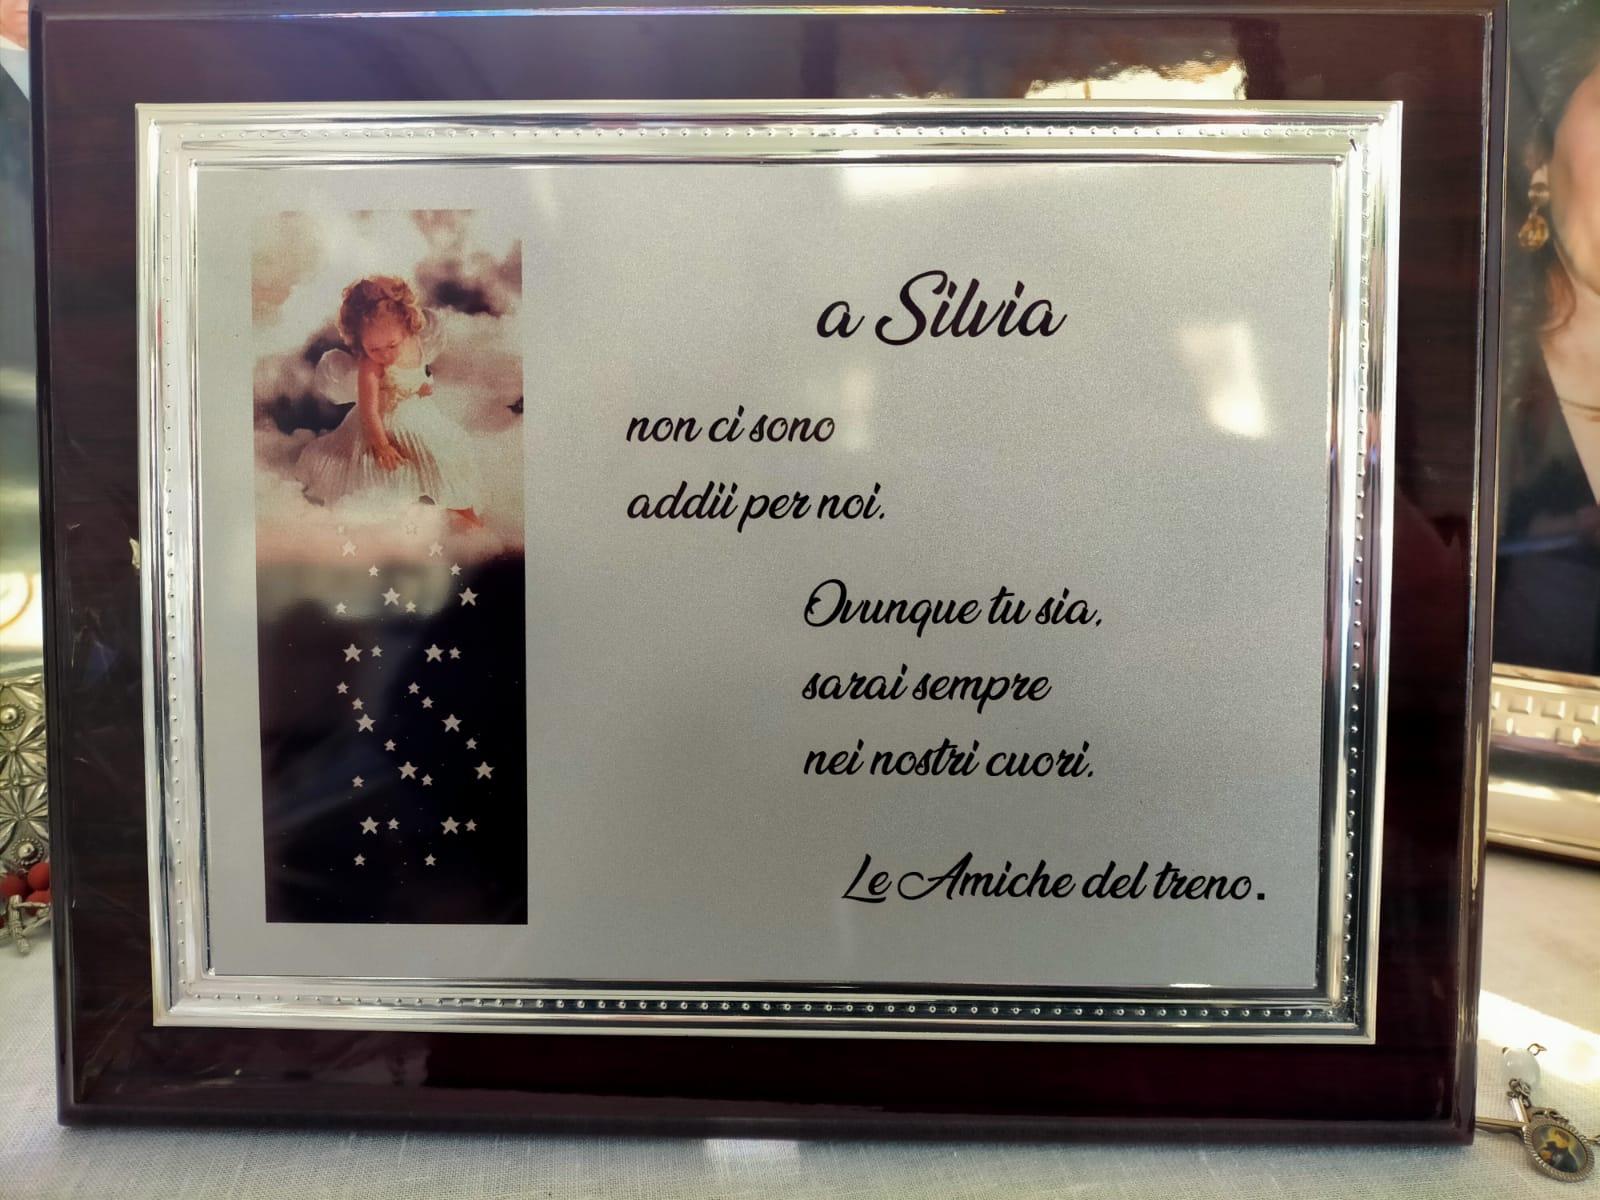 a Silvia
non ci sono
addii per noi.
Ovunque tu sia,
sarai sempre
nei nostri cuori.
Le Amiche del treno.